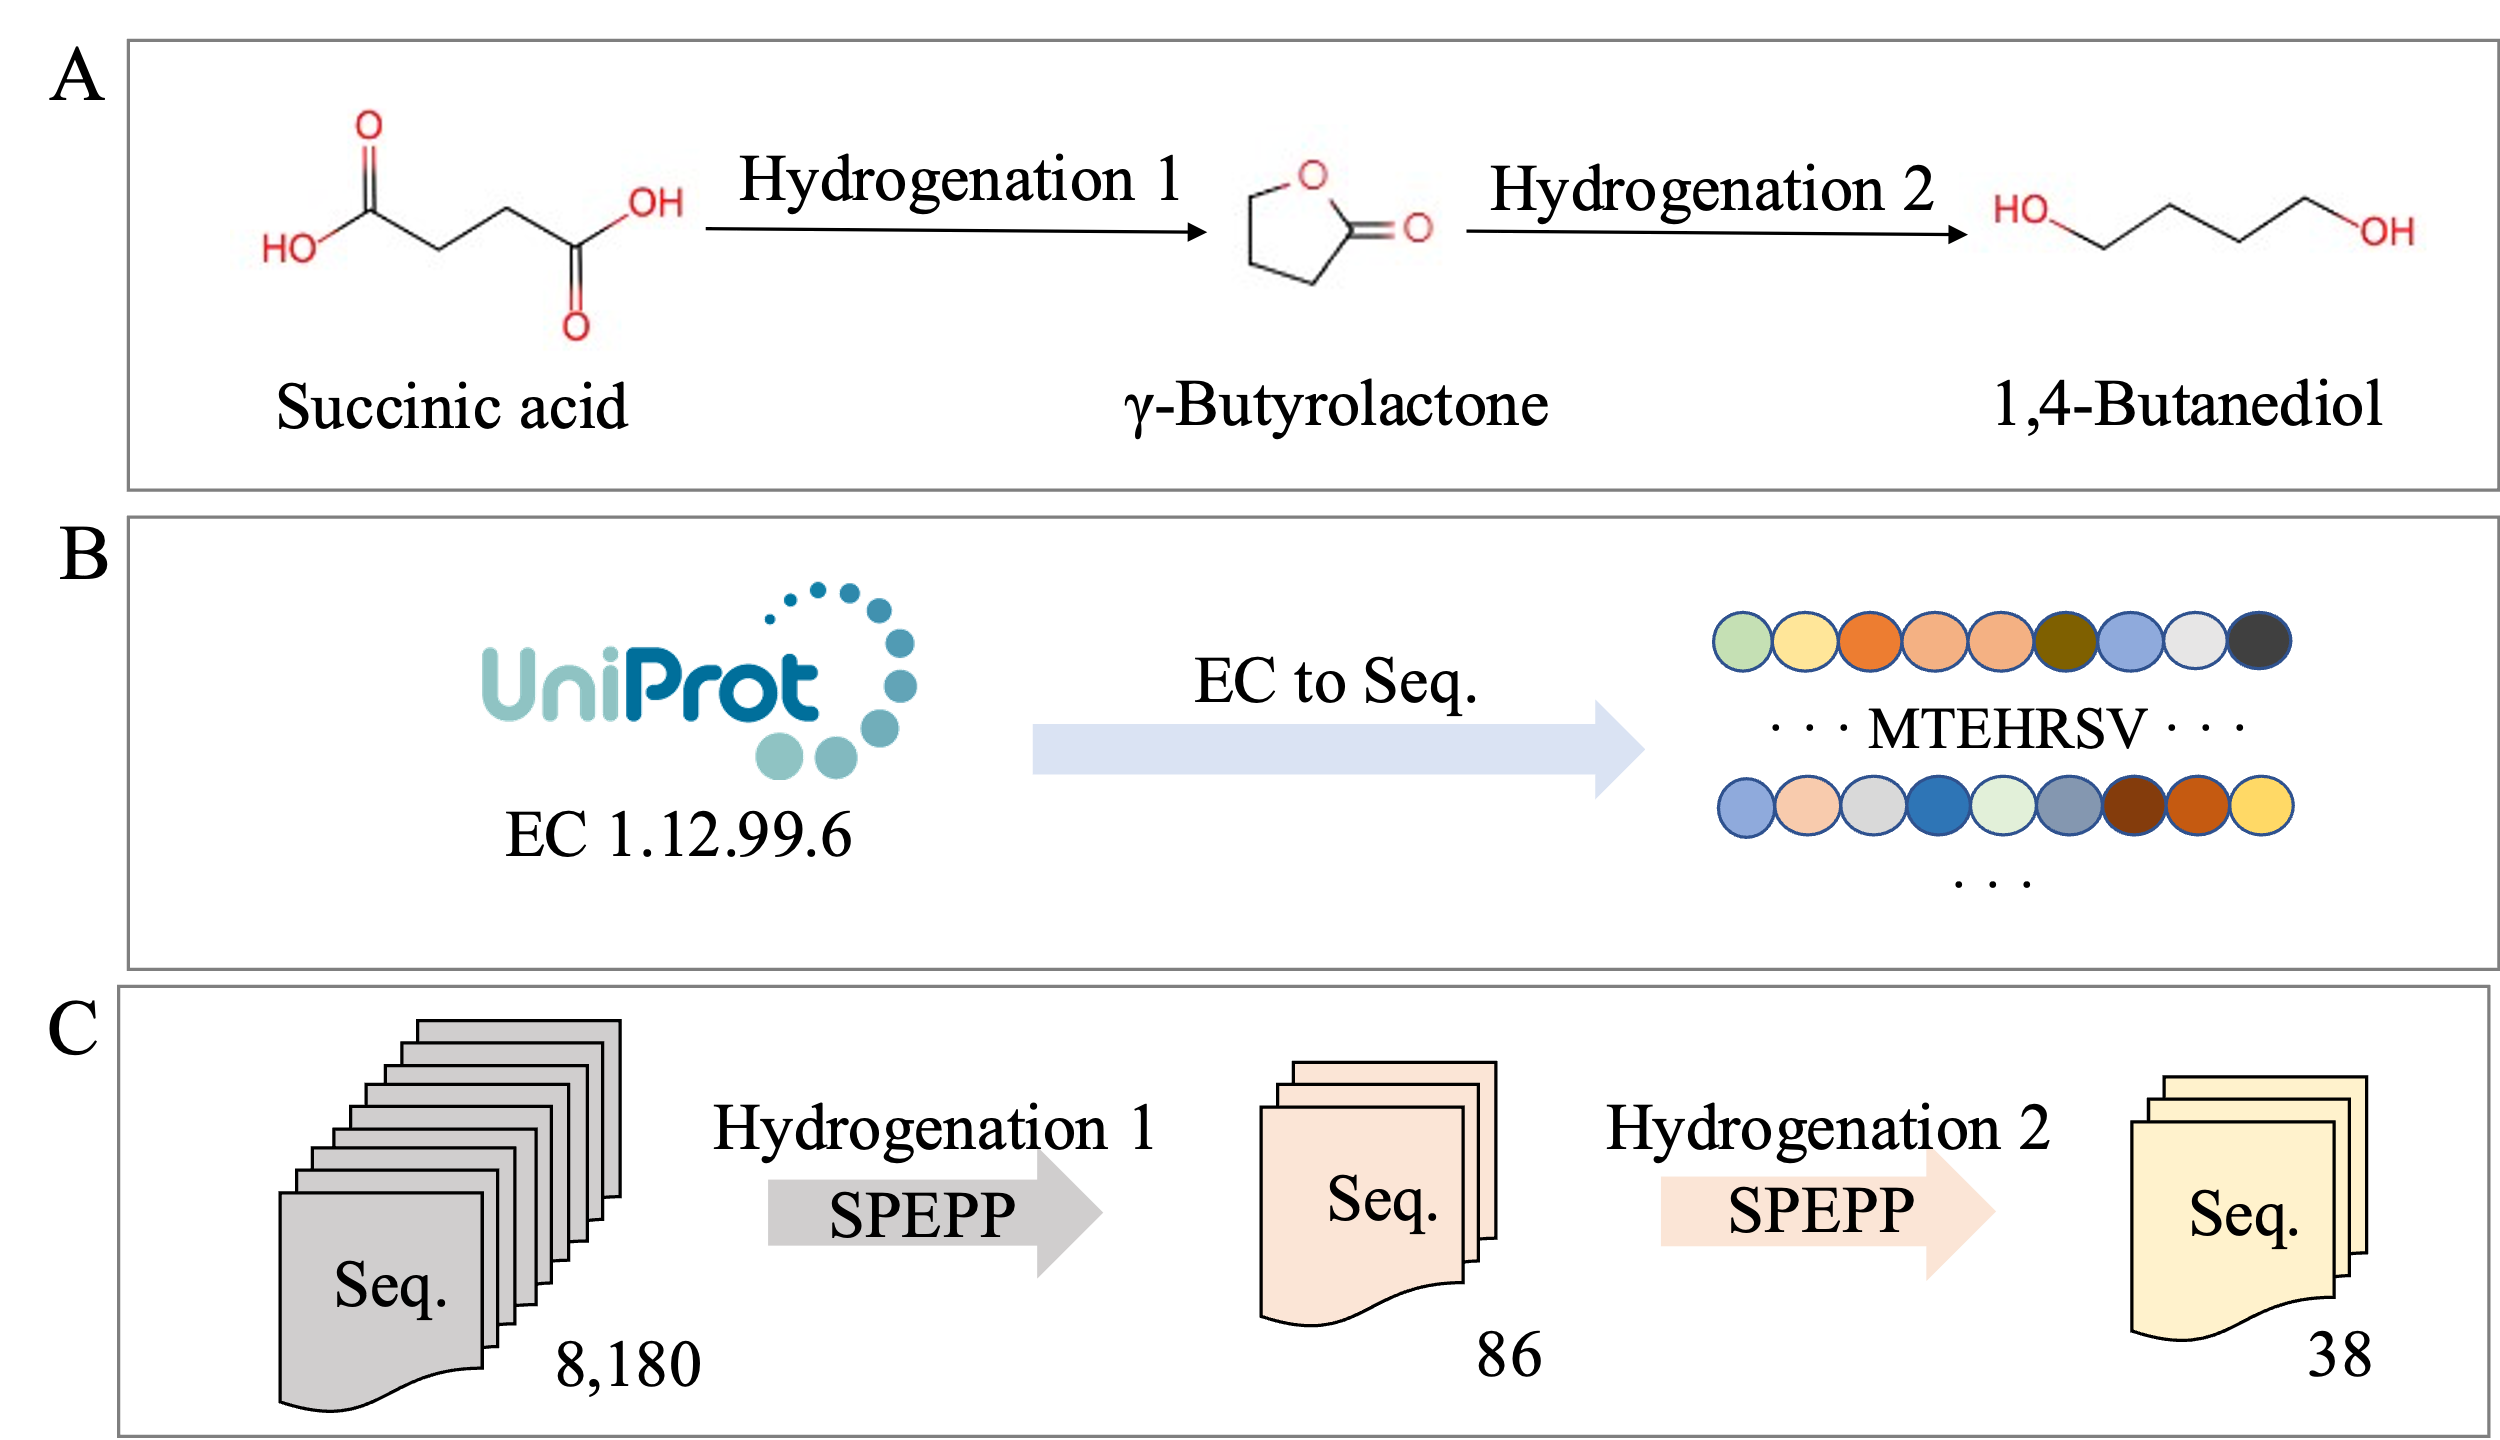 A
O
OH
HO
O
Hydrogenation 1
O
O
Hydrogenation 2
HO
OH
Succinic acid
γ-Butyrolactone
1,4-Butanediol
B
UniProt
EC 1.12.99.6
EC to Seq.
· · · MTEHRSV · · ·
· · ·
C
Seq.
8,180
Hydrogenation 1
SPEPP
Seq.
86
Hydrogenation 2
SPEPP
Seq.
38